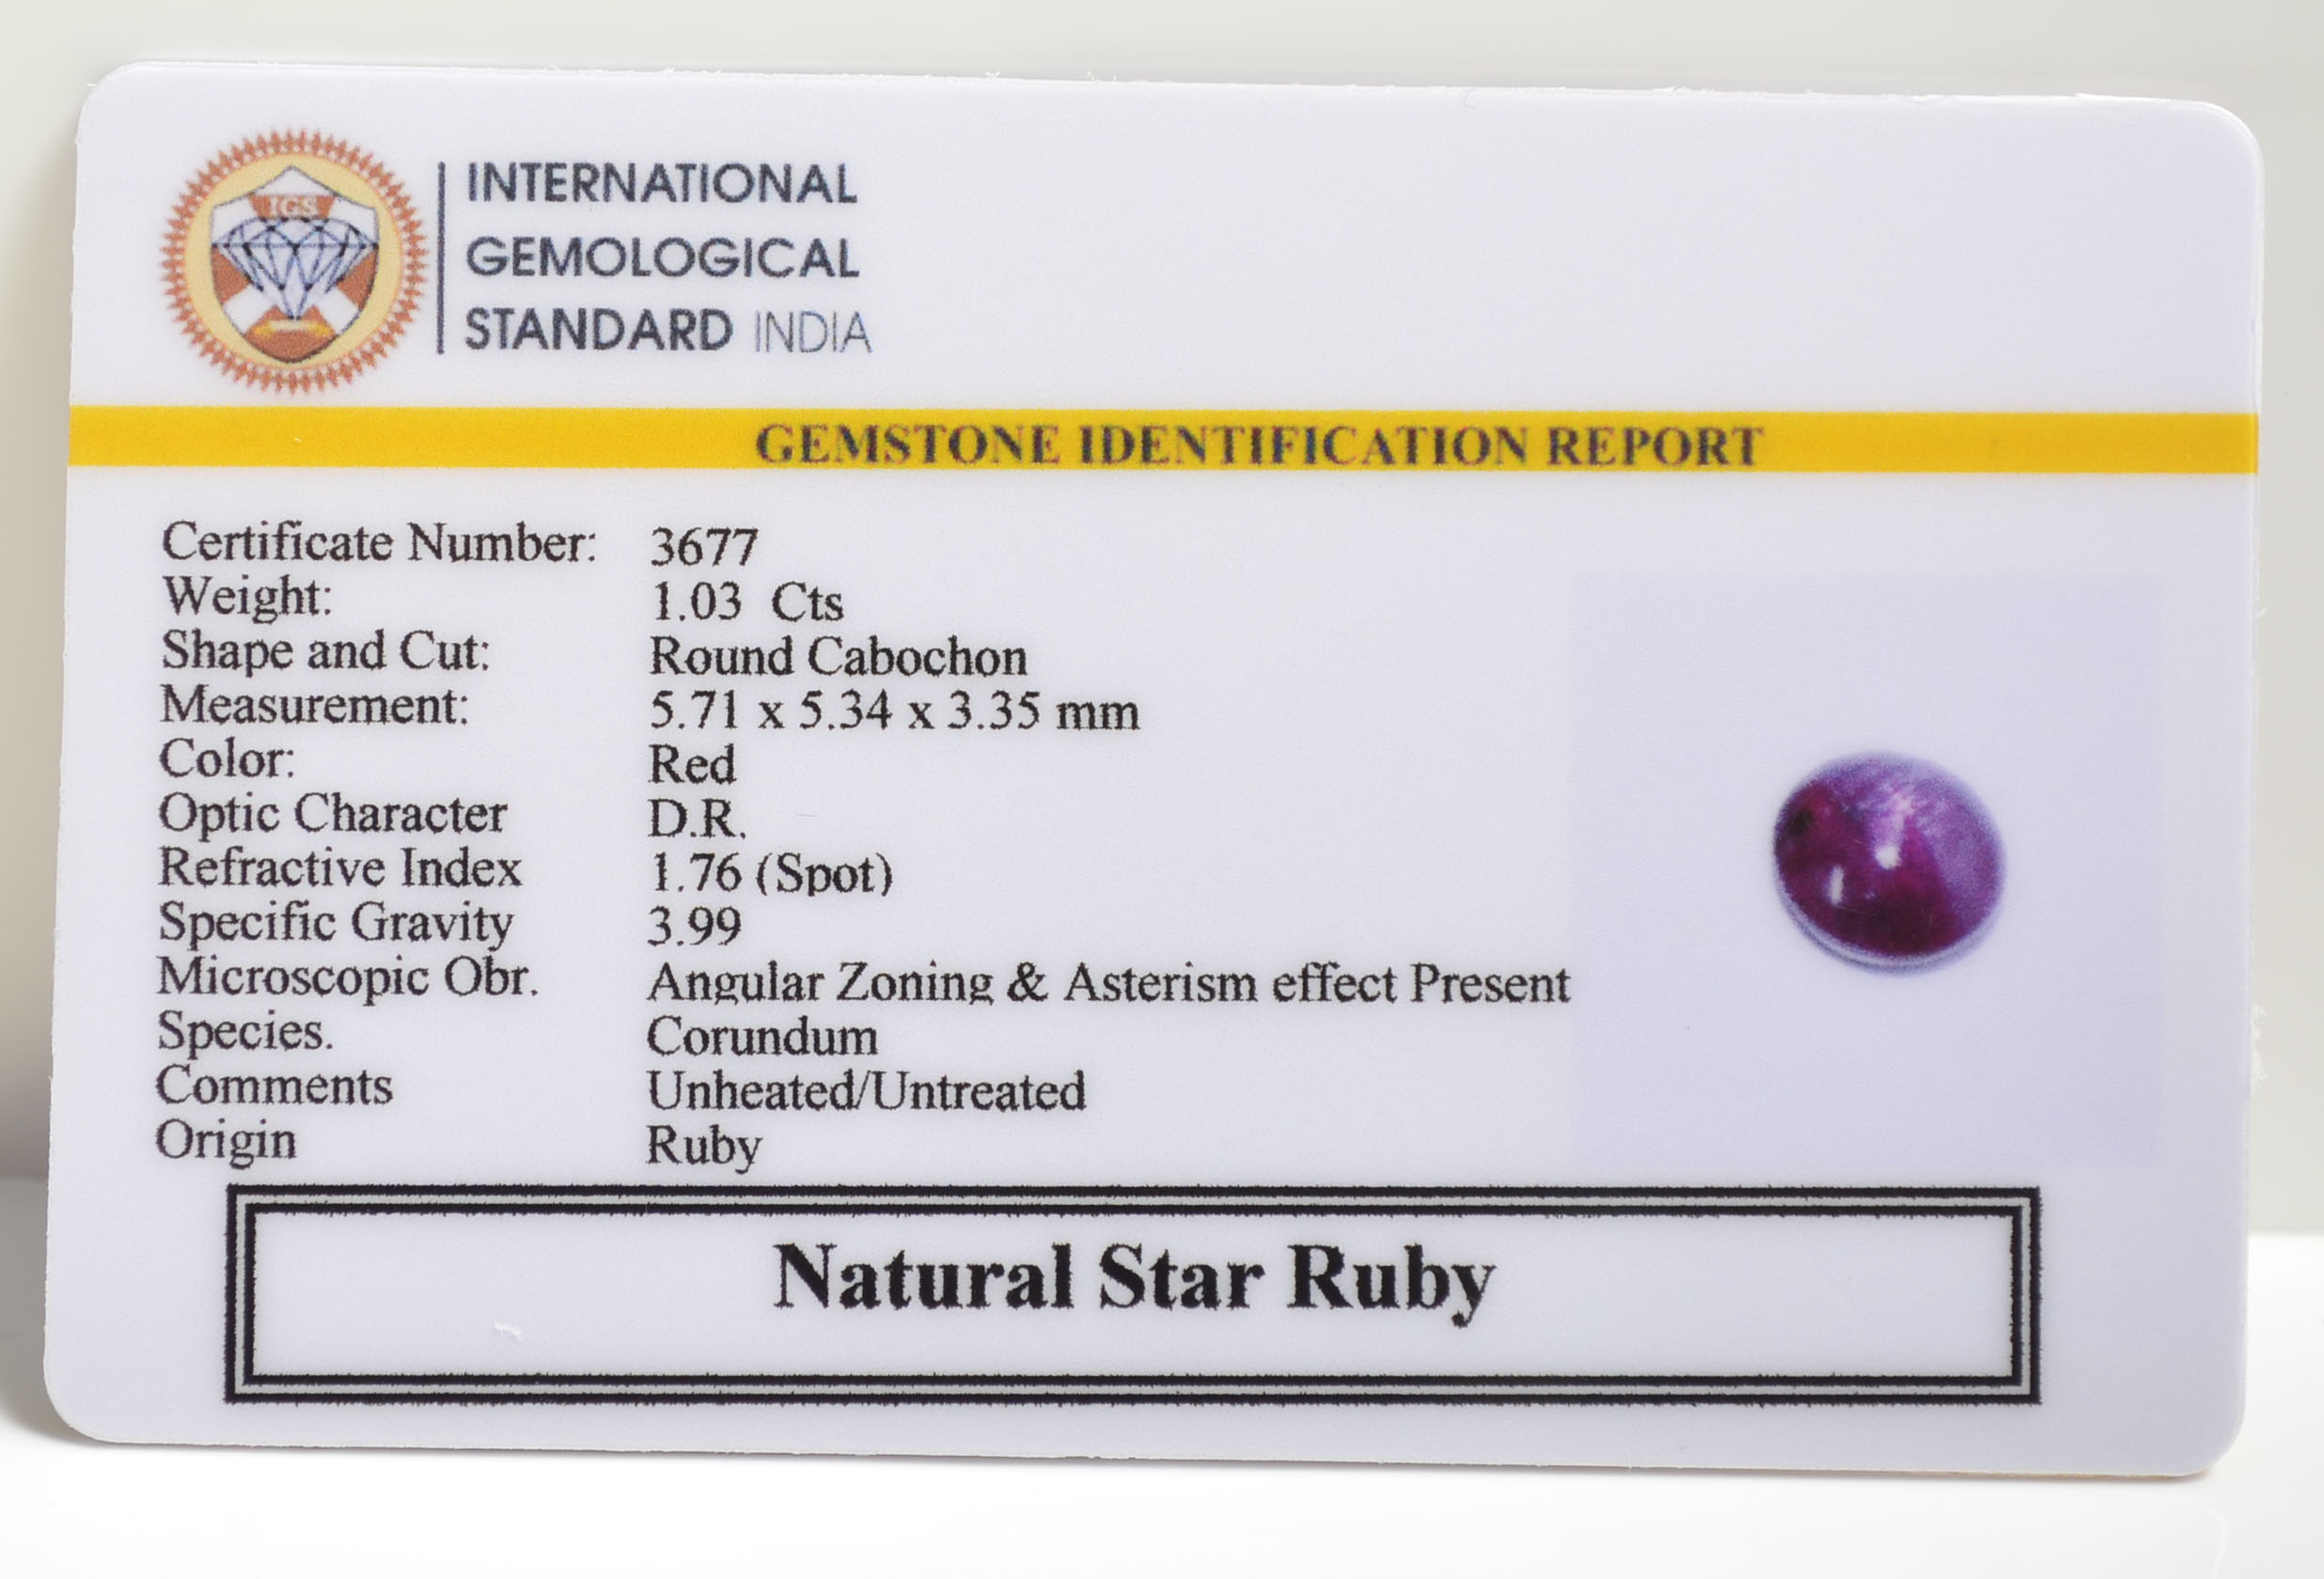 IGS
INTERNATIONAL
GEMOLOGICAL
STANDARD INDIA
GEMSTONE IDENTIFICATION REPORT
Certificate Number: 3677
Weight: 1.03 Cts
Shape and Cut: Round Cabochon
Measurement: 5.71 x 5.34 x 3.35 mm
Color: Red
Optic Character D.R.
Refractive Index 1.76 (Spot)
Specific Gravity 3.99
Microscopic Obr. Angular Zoning & Asterism effect Present
Species. Corundum
Comments Unheated/Untreated
Origin Ruby
Natural Star Ruby